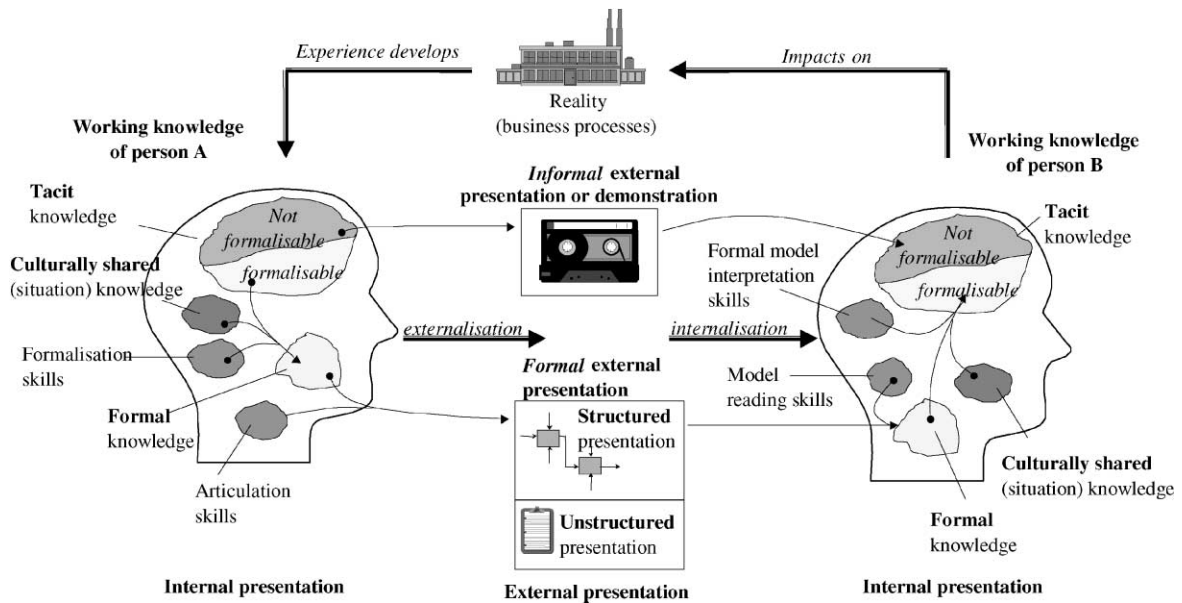 Experience develops
Impacts on
Reality
(business processes)
Working knowledge
of person A
Working knowledge
of person B
Informal external
presentation or demonstration
Tacit
knowledge
Not
formalisable
formalisable
Culturally shared
(situation) knowledge
Formalisation
skills
Formal
knowledge
Articulation
skills
externalisation
internalisation
Formal external
presentation
Structured
presentation
Unstructured
presentation
Formal model
interpretation
skills
Not
formalisable
formalisable
Tacit
knowledge
Model
reading skills
Culturally shared
(situation) knowledge
Formal
knowledge
Internal presentation
External presentation
Internal presentation